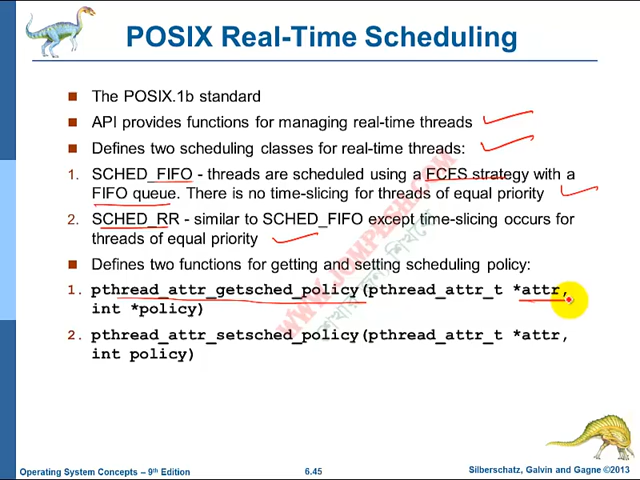 POSIX Real-Time Scheduling
The POSIX.1b standard
API provides functions for managing real-time threads
Defines two scheduling classes for real-time threads:
1. SCHED_FIFO - threads are scheduled using a FCFS strategy with a
FIFO queue. There is no time-slicing for threads of equal priority
2. SCHED_RR - similar to SCHED_FIFO except time-slicing occurs for
threads of equal priority
Defines two functions for getting and setting scheduling policy:
1. pthread_attr_getsched_policy(pthread_attr_t *attr,
int *policy)
2. pthread_attr_setsched_policy(pthread_attr_t *attr,
int policy)
Operating System Concepts – 9th Edition
6.45
Silberschatz, Galvin and Gagne ©2013